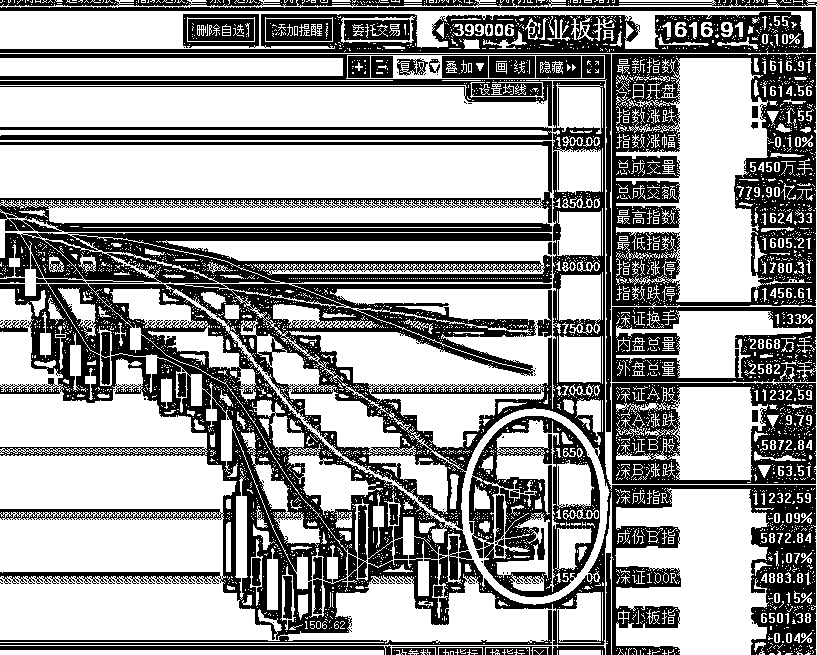 删除自选 添加提醒 委托交易 399006 创业板指 1616.91 1.55 0.10%
复权▼ 叠加▼ 画线 隐藏
设置均线
1900.00
1850.00
1800.00
1750.00
1700.00
1650
1600.00
1506.62
最新指数 1616.91
今日开盘 1614.56
指数涨跌 ▼1.55
指数涨幅 -0.10%
总成交量 5450万手
总成交额 779.90亿元
最高指数 1624.33
最低指数 1605.21
指数涨停 1780.31
指数跌停 1456.61
深证换手 1.33%
内盘总量 2868万手
外盘总量 2582万手
深证A股 11232.59
深A涨跌 ▼9.79
深证B股 5872.84
深B涨跌 ▼63.51
深成指R 11232.59
-0.09%
成份B指 5872.84
-1.07%
深证100R 4883.81
-0.15%
中小板指 6501.38
-0.04%
改参数 加指标 换指标